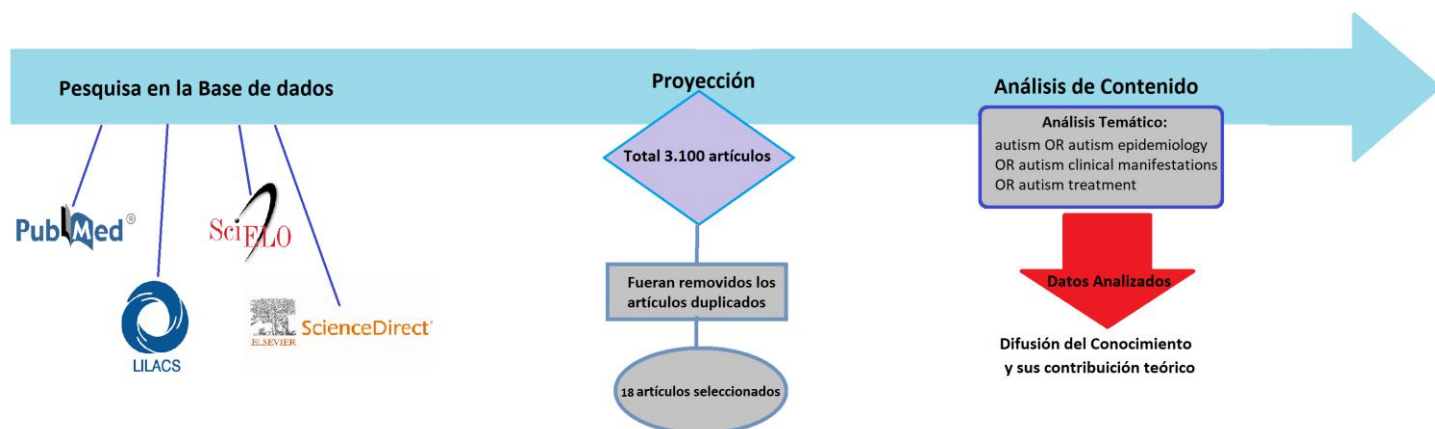 Pesquisa en la Base de dados
PubMed®
SciELO
LILACS
ELSEVIER
ScienceDirect®
Proyección
Total 3.100 artículos
Fueran removidos los
artículos duplicados
18 artículos seleccionados
Análisis de Contenido
Análisis Temático:
autism OR autism epidemiology
OR autism clinical manifestations
OR autism treatment
Datos Analizados
Difusión del Conocimiento
y sus contribuición teórico